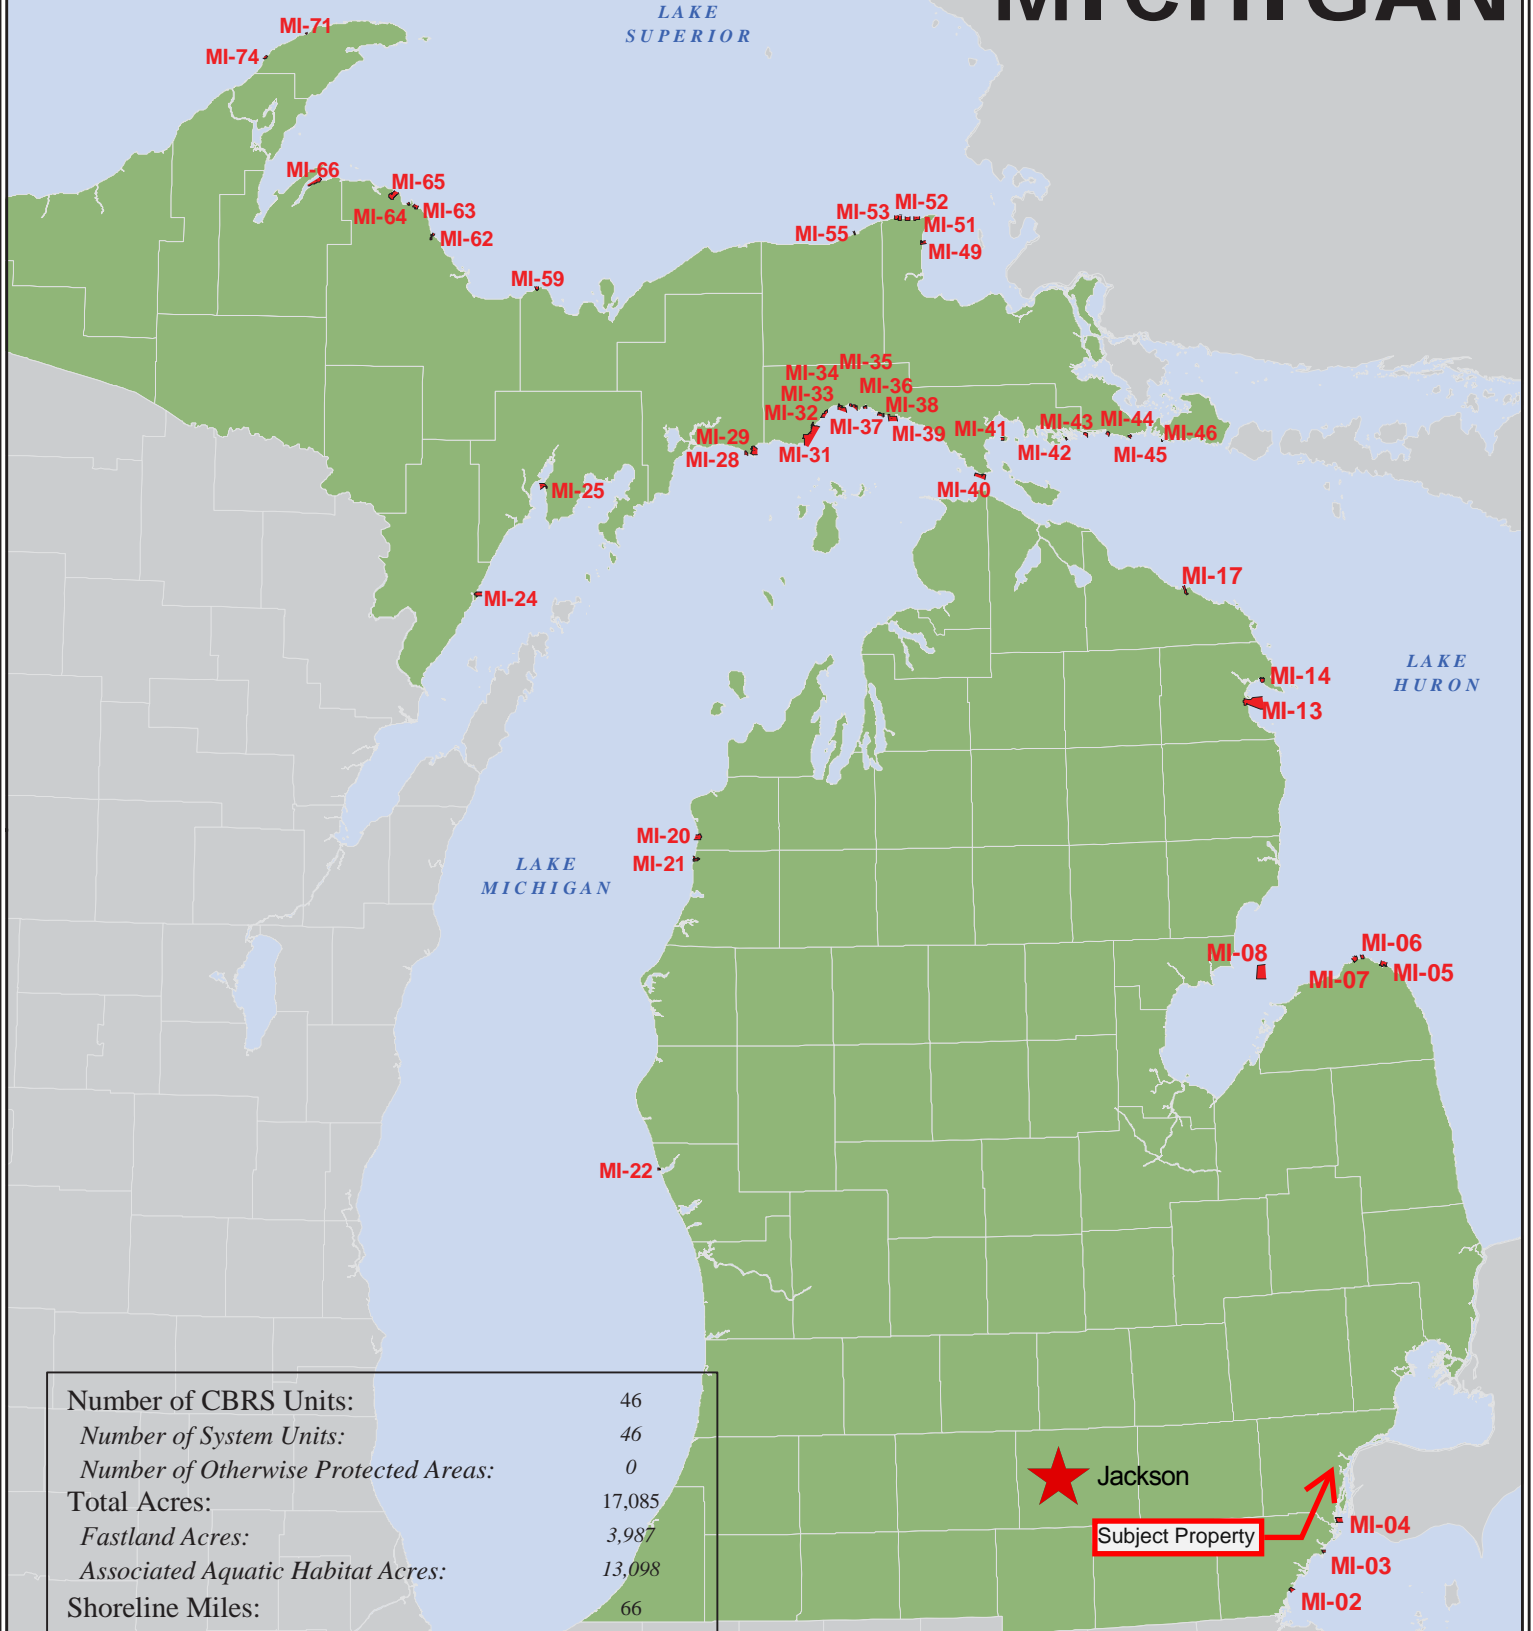 MICHIGAN
LAKE
SUPERIOR
MI-71
MI-74
MI-66
MI-65
MI-64
MI-63
MI-62
MI-59
MI-55
MI-53
MI-52
MI-51
MI-49
MI-35
MI-34
MI-36
MI-33
MI-38
MI-32
MI-37
MI-39
MI-31
MI-29
MI-28
MI-25
MI-24
MI-41
MI-43
MI-44
MI-46
MI-42
MI-45
MI-40
MI-17
LAKE
HURON
MI-14
MI-13
MI-20
MI-21
LAKE
MICHIGAN
MI-08
MI-06
MI-07
MI-05
MI-22
Number of CBRS Units: 46
Number of System Units: 46
Number of Otherwise Protected Areas: 0
Total Acres: 17,085
Fastland Acres: 3,987
Associated Aquatic Habitat Acres: 13,098
Shoreline Miles: 66
Jackson
Subject Property
MI-04
MI-03
MI-02